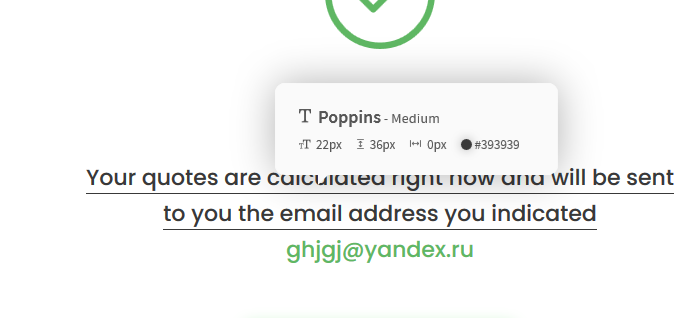 Poppins - Medium
22px 36px 0px #393939
Your quotes are calculated right now and will be sent
to you the email address you indicated
ghjgj@yandex.ru